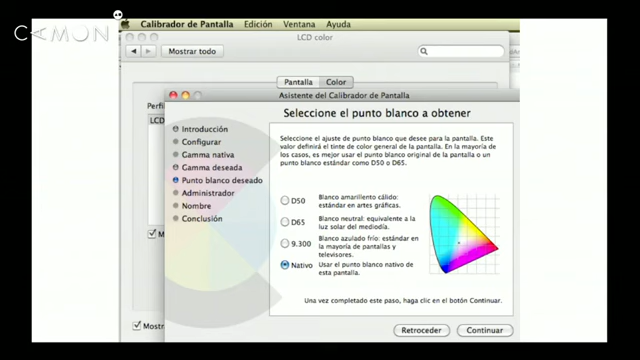 CAMON
Calibrador de Pantalla Edición Ventana Ayuda
LCD color
Mostrar todo
Pantalla Color
Asistente del Calibrador de Pantalla
Perfi
LCD
Seleccione el punto blanco a obtener
Introducción
Configurar
Gamma nativa
Gamma deseada
Punto blanco deseado
Administrador
Nombre
Conclusión
Seleccione el ajuste de punto blanco que desee para la pantalla. Este
valor definirá el tinte de color general de la pantalla. En la mayoría
de los casos, es mejor usar el punto blanco original de la pantalla o un
punto blanco estándar como D50 o D65.
D50
Blanco amarillento cálido:
estándar en artes gráficas.
D65
Blanco neutral: equivalente a la
luz solar del mediodía.
9.300
Blanco azulado frío: estándar en
la mayoría de pantallas y
televisores.
Nativo
Usar el punto blanco nativo de
esta pantalla.
M
Una vez completado este paso, haga clic en el botón Continuar.
Mostr
Retroceder Continuar